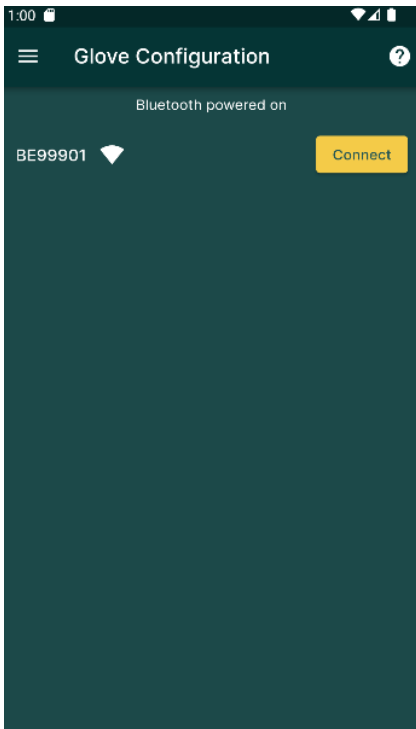 1:00
Glove Configuration
?
Bluetooth powered on
BE99901
Connect